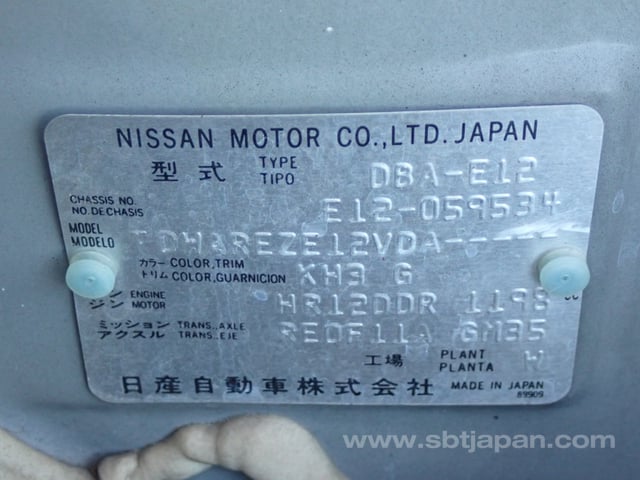 NISSAN MOTOR CO.,LTD. JAPAN
型式 TYPE TIPO DBA-E12
CHASSIS NO. NO.DECHASIS E12-059534
MODEL MODELO DWAREZE12VDA-----
カラー COLOR,TRIM トリム COLOR,GUARNICION KH3 G
ENGINE ジン MOTOR HR12DDR 1198
ミッション TRANS.,AXLE アクスル TRANS.,EJE RE0F11A GM35
工場 PLANT PLANTA W
日産自動車株式会社 MADE IN JAPAN
89909
www.sbtjapan.com